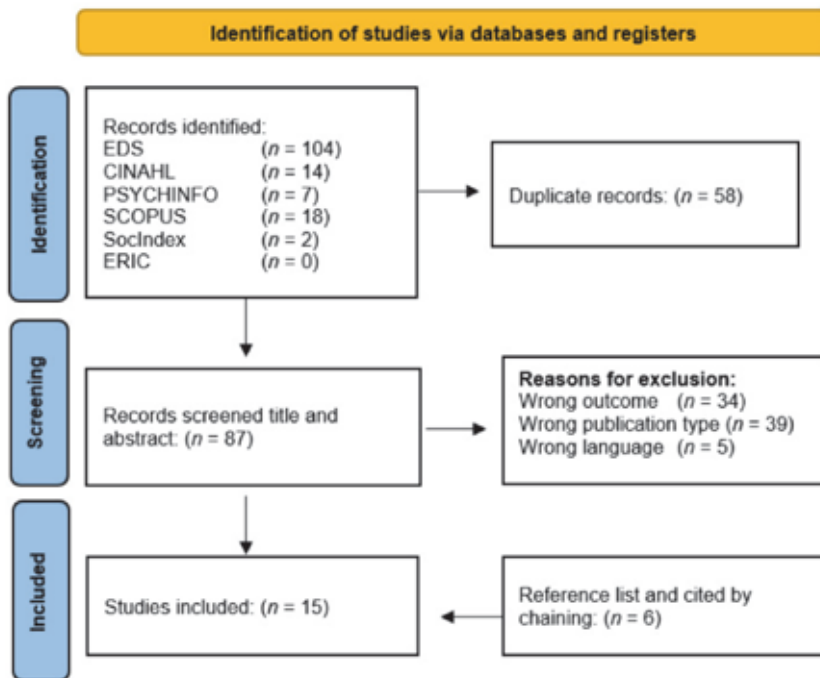 Identification of studies via databases and registers
Identification
Records identified:
EDS (n = 104)
CINAHL (n = 14)
PSYCHINFO (n = 7)
SCOPUS (n = 18)
SocIndex (n = 2)
ERIC (n = 0)
Duplicate records: (n = 58)
Screening
Records screened title and
abstract: (n = 87)
Reasons for exclusion:
Wrong outcome (n = 34)
Wrong publication type (n = 39)
Wrong language (n = 5)
Included
Studies included: (n = 15)
Reference list and cited by
chaining: (n = 6)